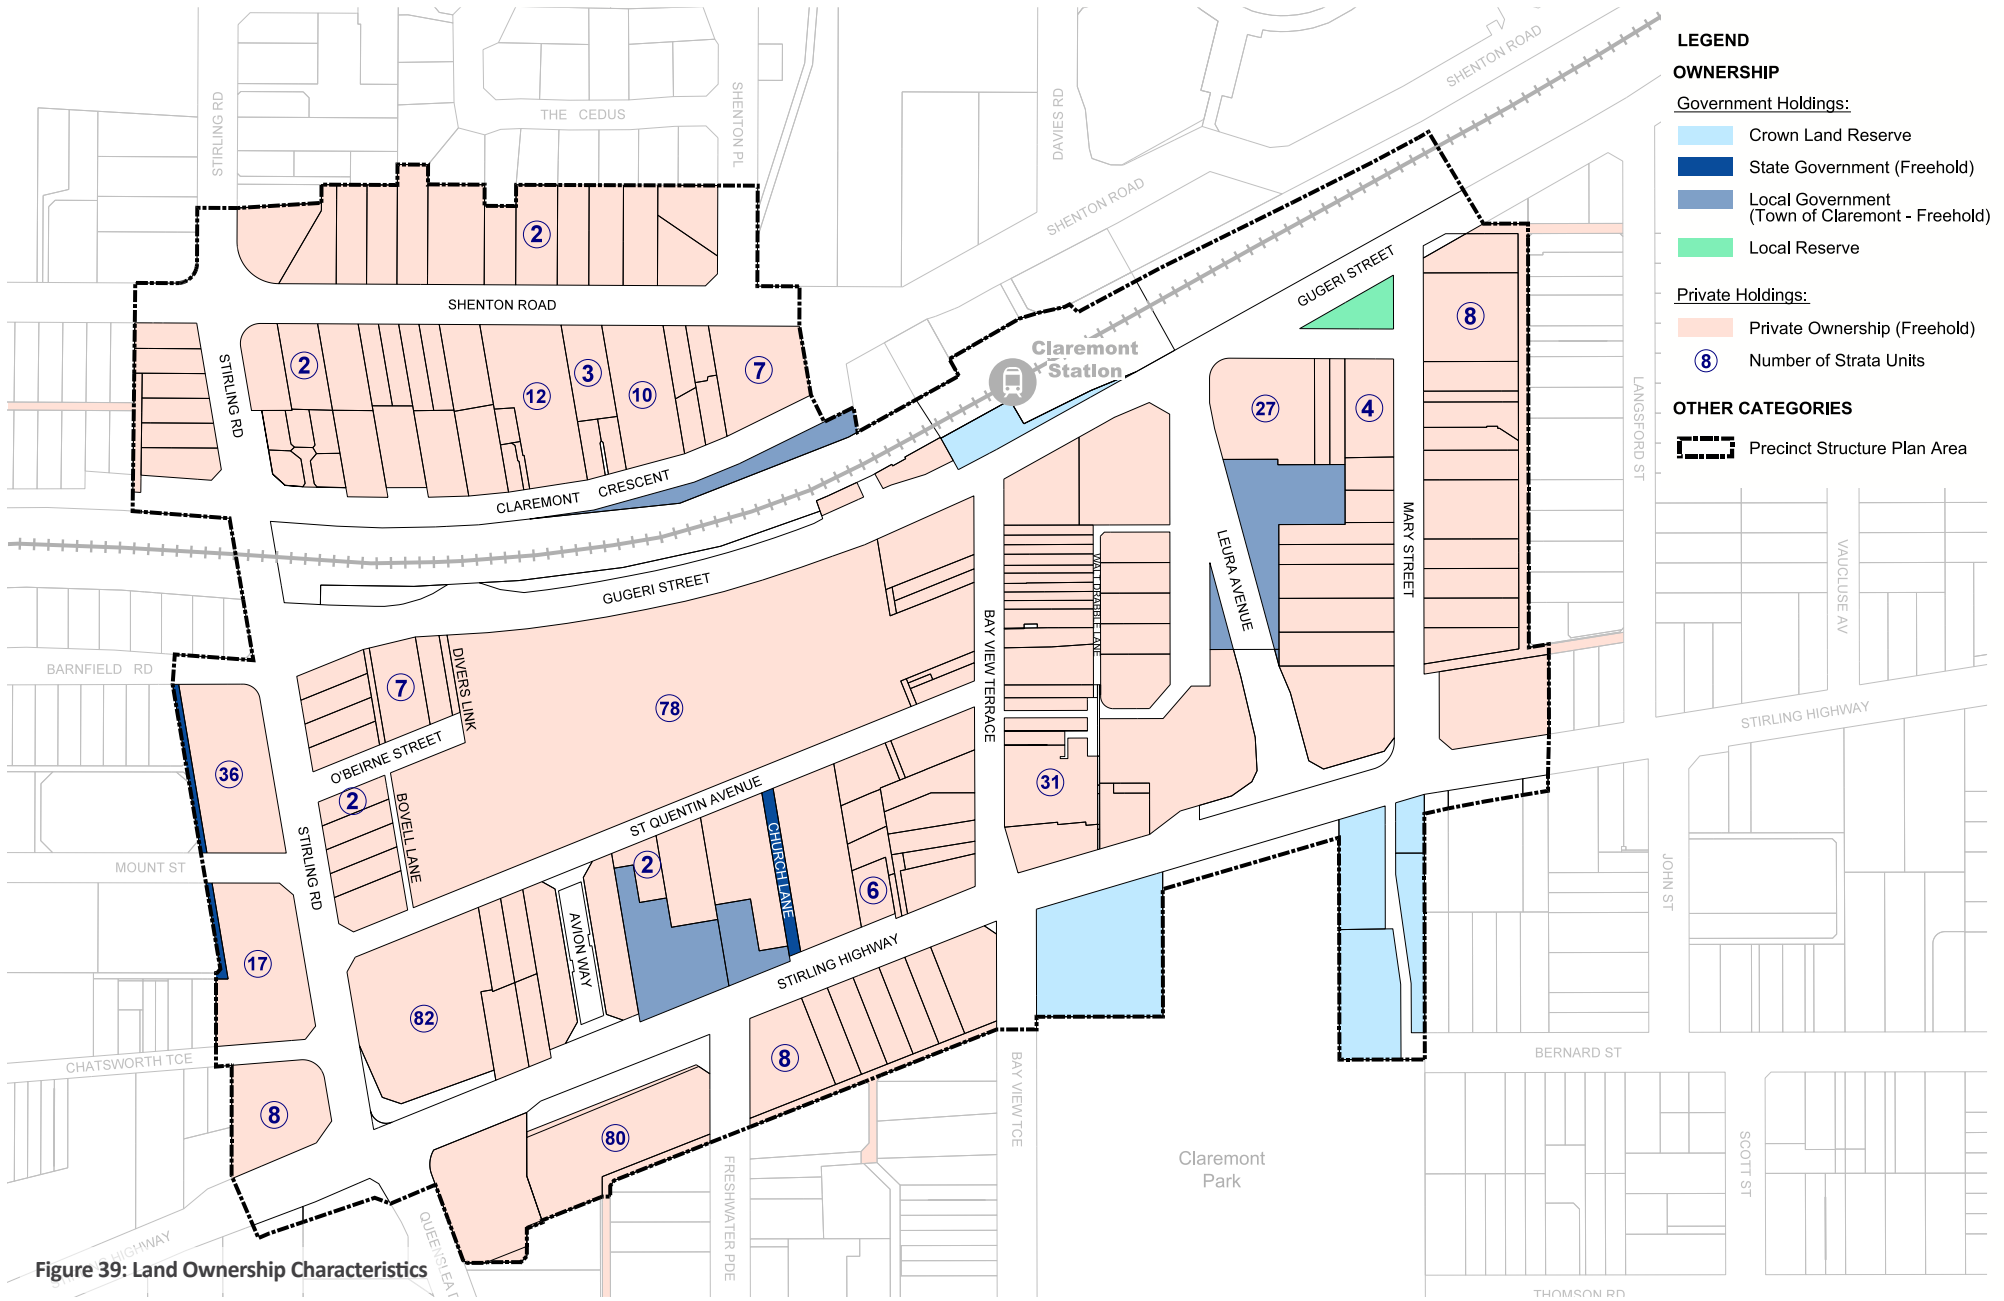 LEGEND
OWNERSHIP
Government Holdings:
Crown Land Reserve
State Government (Freehold)
Local Government
(Town of Claremont - Freehold)
Local Reserve
Private Holdings:
Private Ownership (Freehold)
8 Number of Strata Units
OTHER CATEGORIES
Precinct Structure Plan Area
STIRLING RD
THE CEDUS
SHENTON PL
DAVIES RD
SHENTON ROAD
SHENTON ROAD
2
SHENTON ROAD
GUGERI STREET
8
STIRLING RD
2
12
3
10
7
Claremont
Station
27
4
LANGSFORD ST
CLAREMONT CRESCENT
MARY STREET
LEURA AVENUE
WALT DRABBLE LANE
VAUCLUSE AV
GUGERI STREET
BAY VIEW TERRACE
BARNFIELD RD
7
DIVERS LINK
78
STIRLING HIGHWAY
O'BEIRNE STREET
36
2
BOVELL LANE
ST QUENTIN AVENUE
31
MOUNT ST
STIRLING RD
2
CHURCH LANE
6
JOHN ST
AVION WAY
17
STIRLING HIGHWAY
82
CHATSWORTH TCE
8
8
80
BAY VIEW TCE
BERNARD ST
Claremont
Park
FRESHWATER PDE
SCOTT ST
STIRLING HIGHWAY
Figure 39: Land Ownership Characteristics
THOMSON RD